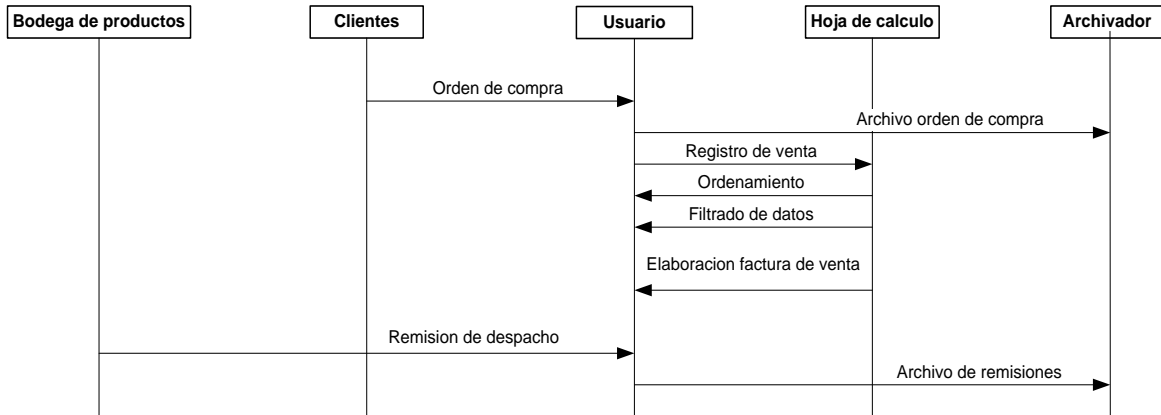 Bodega de productos
Clientes
Usuario
Hoja de calculo
Archivador
Orden de compra
Archivo orden de compra
Registro de venta
Ordenamiento
Filtrado de datos
Elaboracion factura de venta
Remision de despacho
Archivo de remisiones